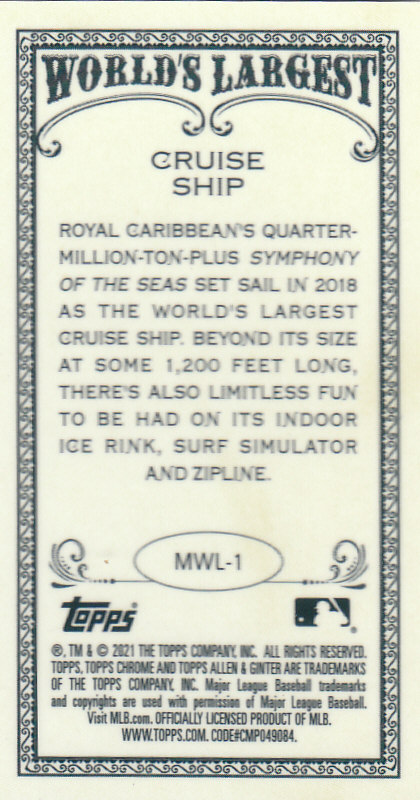 WORLD'S LARGEST
CRUISE
SHIP
ROYAL CARIBBEAN'S QUARTER-
MILLION-TON-PLUS SYMPHONY
OF THE SEAS SET SAIL IN 2018
AS THE WORLD'S LARGEST
CRUISE SHIP. BEYOND ITS SIZE
AT SOME 1,200 FEET LONG,
THERE'S ALSO LIMITLESS FUN
TO BE HAD ON ITS INDOOR
ICE RINK, SURF SIMULATOR
AND ZIPLINE.
MWL-1
topps®
®, TM & © 2021 THE TOPPS COMPANY, INC. ALL RIGHTS RESERVED.
TOPPS, TOPPS CHROME AND TOPPS ALLEN & GINTER ARE TRADEMARKS
OF THE TOPPS COMPANY, INC. Major League Baseball trademarks
and copyrights are used with permission of Major League Baseball.
Visit MLB.com. OFFICIALLY LICENSED PRODUCT OF MLB.
WWW.TOPPS.COM. CODE#CMP049084.